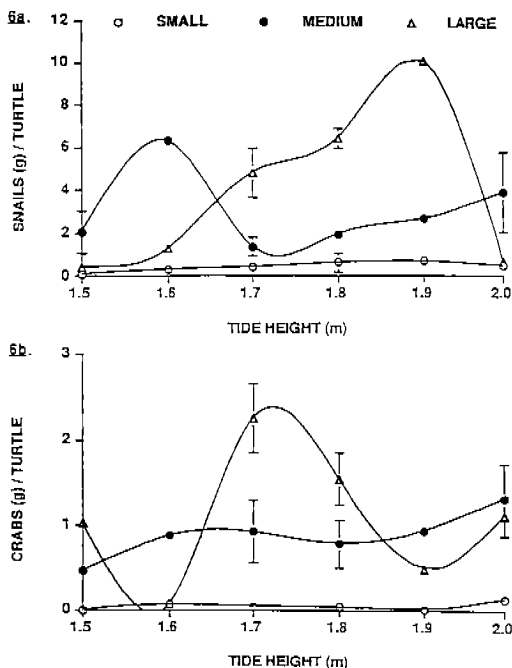 6a. SMALL MEDIUM LARGE
12
10
8
6
4
2
0
SNAILS (g) / TURTLE
1.5 1.6 1.7 1.8 1.9 2.0
TIDE HEIGHT (m)
6b.
3
2
1
0
CRABS (g) / TURTLE
1.5 1.6 1.7 1.8 1.9 2.0
TIDE HEIGHT (m)